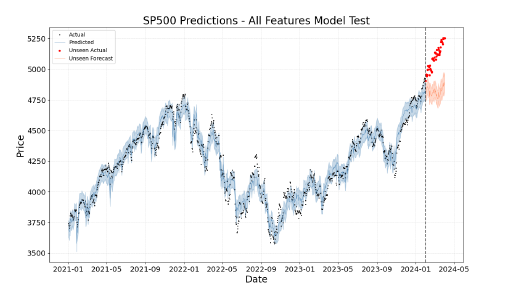 SP500 Predictions - All Features Model Test
Actual
Predicted
Unseen Actual
Unseen Forecast
Price
5250
5000
4750
4500
4250
4000
3750
3500
2021-01 2021-05 2021-09 2022-01 2022-05 2022-09 2023-01 2023-05 2023-09 2024-01 2024-05
Date